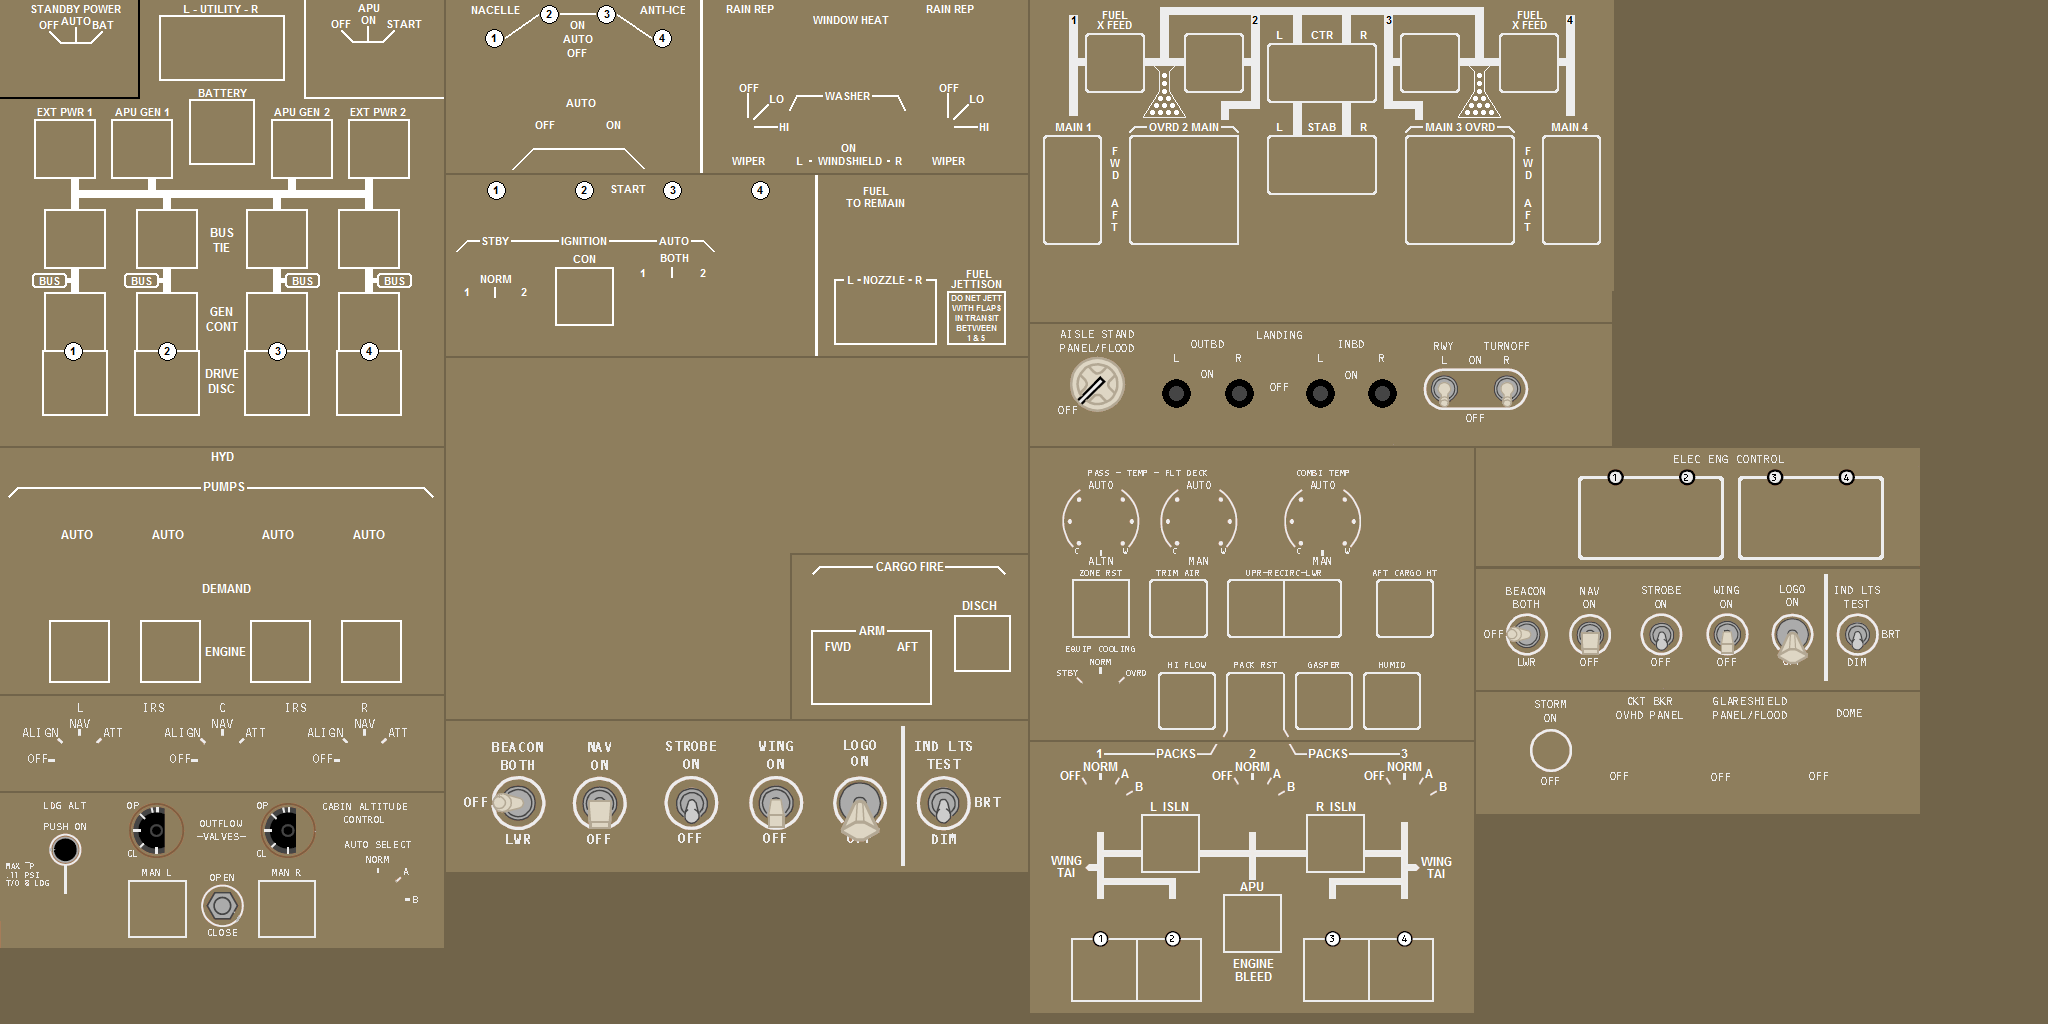 STANDBY POWER
OFF AUTO BAT
L - UTILITY - R
APU
OFF ON START
BATTERY
EXT PWR 1
APU GEN 1
APU GEN 2
EXT PWR 2
BUS TIE
BUS
BUS
BUS
BUS
GEN CONT
1
2
3
4
DRIVE DISC
HYD
PUMPS
AUTO AUTO AUTO AUTO
DEMAND
ENGINE
L IRS C IRS R
NAV NAV NAV
ALIGN ATT ALIGN ATT ALIGN ATT
OFF OFF OFF
LDG ALT
PUSH ON
OP
CL
OUTFLOW
VALVES
OP
CL
CABIN ALTITUDE
CONTROL
AUTO SELECT
NORM
A
B
MAX
.11 PSI
T/O & LDG
MAN L
OPEN
CLOSE
MAN R
NACELLE
ANTI-ICE
1 2 3 4
ON
AUTO
OFF
AUTO
OFF ON
RAIN REP
WINDOW HEAT
RAIN REP
OFF
LO
HI
WASHER
OFF
LO
HI
ON
WIPER
L - WINDSHIELD - R
WIPER
1 2 START 3 4
STBY IGNITION AUTO
CON
BOTH
1 2
NORM
1 2
FUEL
TO REMAIN
L - NOZZLE - R
FUEL
JETTISON
DO NET JETT
WITH FLAPS
IN TRANSIT
BETWEEN
1 & 5
CARGO FIRE
DISCH
ARM
FWD AFT
BEACON
BOTH
OFF
LWR
NAV
ON
OFF
STROBE
ON
OFF
WING
ON
OFF
LOGO
ON
IND LTS
TEST
BRT
DIM
1
FUEL
X FEED
2
L CTR R
3
FUEL
X FEED
4
MAIN 1
OVRD 2 MAIN
L STAB R
MAIN 3 OVRD
MAIN 4
FWD
AFT
FWD
AFT
AISLE STAND
PANEL/FLOOD
OFF
LANDING
OUTBD INBD
L R L R
ON OFF ON
RWY TURNOFF
L ON R
OFF
PASS - TEMP - FLT DECK
COMBI TEMP
AUTO AUTO AUTO
C W C W C W
ALTN MAN MAN
ZONE RST
TRIM AIR
UPR-RECIRC-LWR
AFT CARGO HT
EQUIP COOLING
NORM
STBY OVRD
HI FLOW
PACK RST
GASPER
HUMID
1 PACKS 2 PACKS 3
OFF NORM A B
OFF NORM A B
OFF NORM A B
L ISLN
R ISLN
WING
TAI
WING
TAI
APU
1 2 3 4
ENGINE
BLEED
ELEC ENG CONTROL
1 2 3 4
BEACON
BOTH
OFF
LWR
NAV
ON
OFF
STROBE
ON
OFF
WING
ON
OFF
LOGO
ON
IND LTS
TEST
BRT
DIM
STORM
ON
OFF
CKT BKR
OVHD PANEL
OFF
GLARESHIELD
PANEL/FLOOD
OFF
DOME
OFF